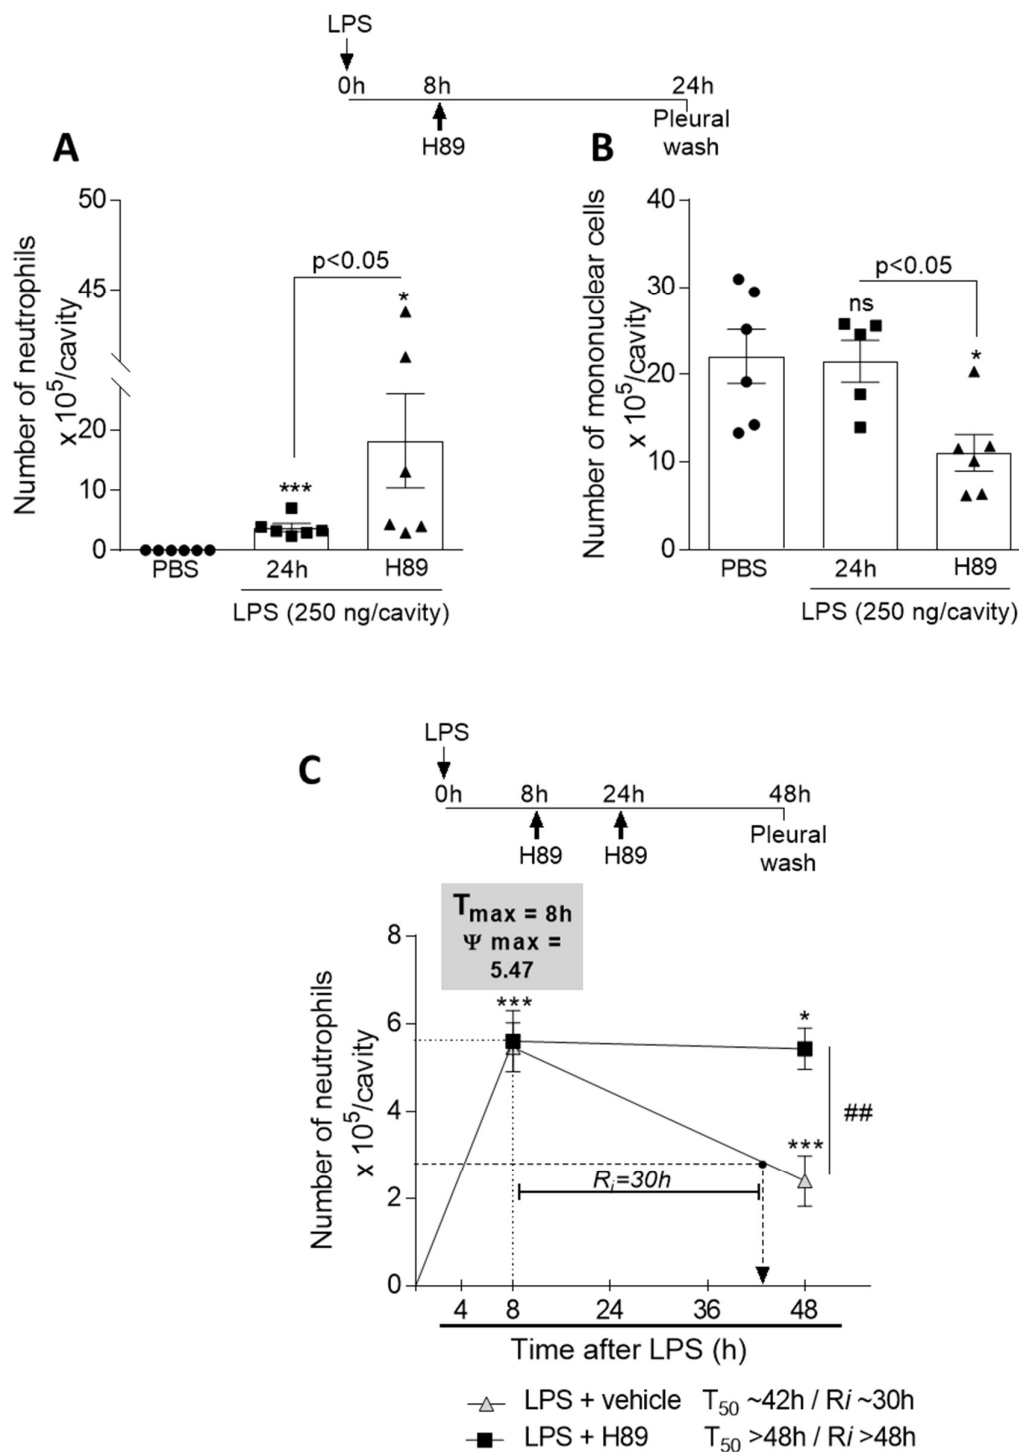 LPS
0h 8h 24h
H89 Pleural
wash
A
Number of neutrophils
x 10⁵/cavity
50
45
20
10
0
p<0.05
***
*
PBS 24h H89
LPS (250 ng/cavity)
B
Number of mononuclear cells
x 10⁵/cavity
40
30
20
10
0
p<0.05
ns
*
PBS 24h H89
LPS (250 ng/cavity)
C
LPS
0h 8h 24h 48h
H89 H89 Pleural
wash
Tmax = 8h
Ψ max =
5.47
Number of neutrophils
x 10⁵/cavity
8
6
4
2
0
***
*
##
***
Ri=30h
4 8 24 36 48
Time after LPS (h)
LPS + vehicle T50 ~42h / Ri ~30h
LPS + H89 T50 >48h / Ri >48h